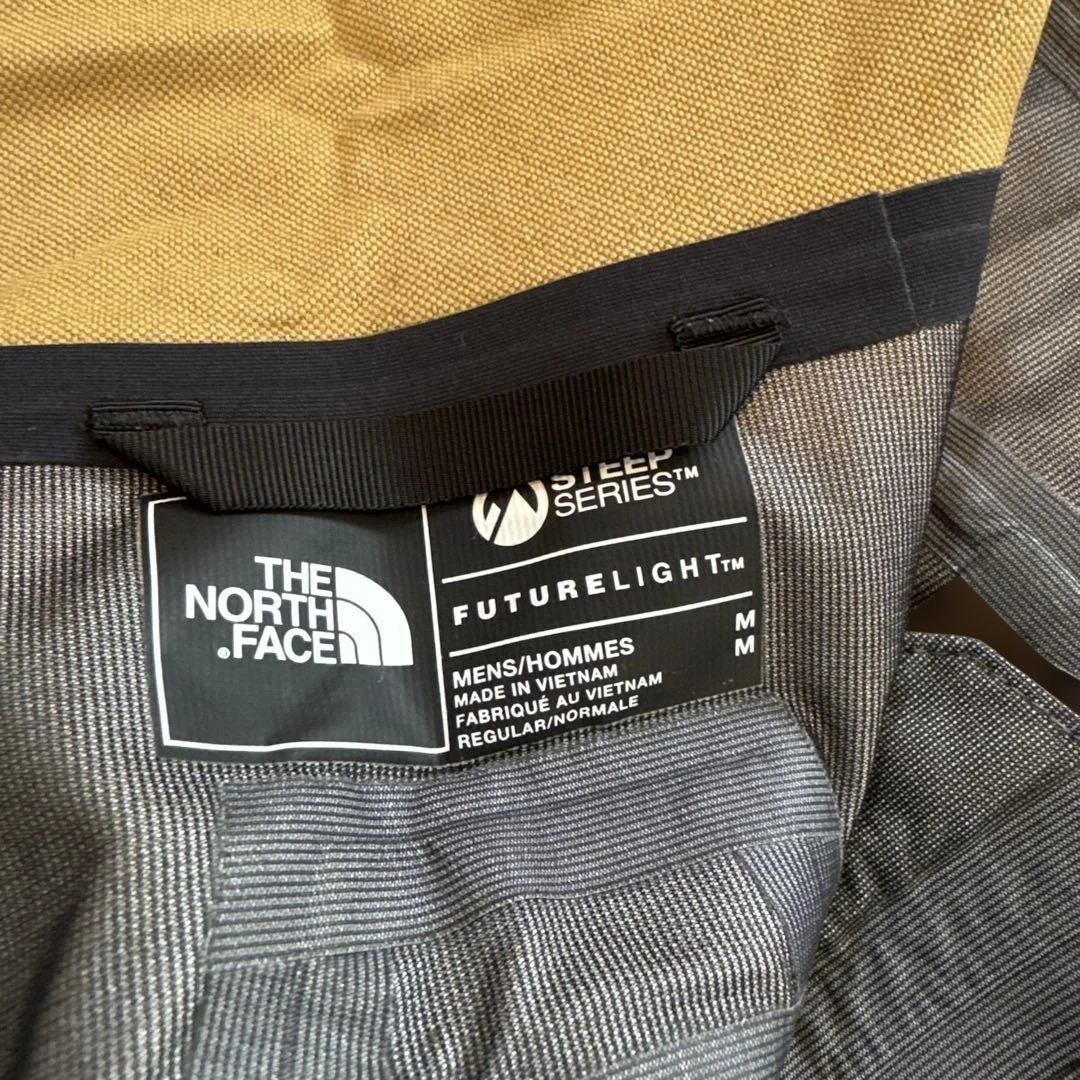 THE
NORTH
FACE
STEEP
SERIES™
FUTURELIGHT™
MENS/HOMMES M
MADE IN VIETNAM M
FABRIQUÉ AU VIETNAM
REGULAR/NORMALE